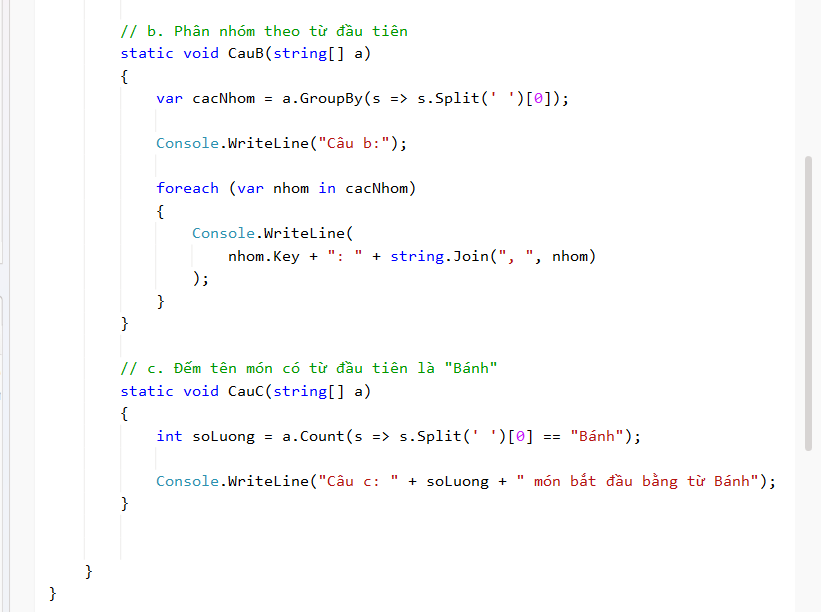 // b. Phân nhóm theo từ đầu tiên
static void CauB(string[] a)
{
var cacNhom = a.GroupBy(s => s.Split(' ')[0]);
Console.WriteLine("Câu b:");
foreach (var nhom in cacNhom)
{
Console.WriteLine(
nhom.Key + ": " + string.Join(", ", nhom)
);
}
}
// c. Đếm tên món có từ đầu tiên là "Bánh"
static void CauC(string[] a)
{
int soLuong = a.Count(s => s.Split(' ')[0] == "Bánh");
Console.WriteLine("Câu c: " + soLuong + " món bắt đầu bằng từ Bánh");
}
}
}